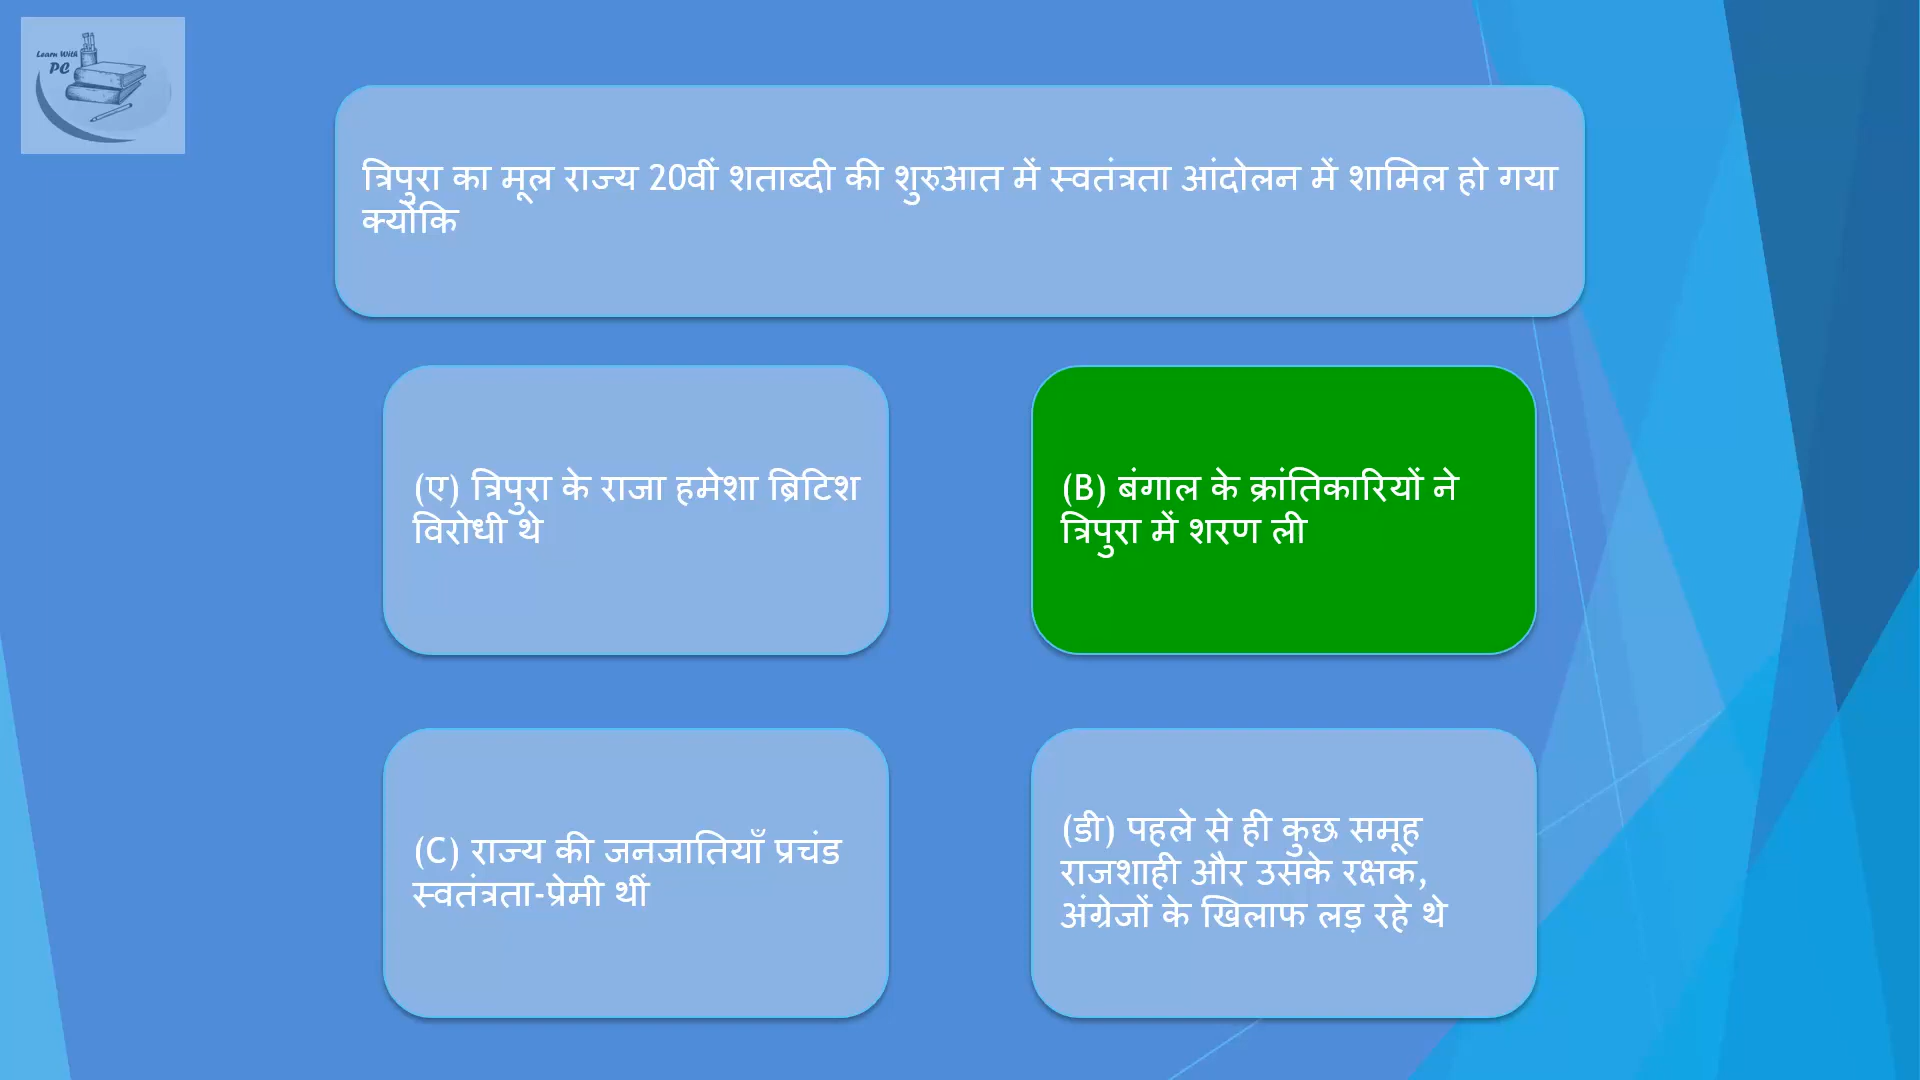 Learn With
PC
त्रिपुरा का मूल राज्य 20वीं शताब्दी की शुरुआत में स्वतंत्रता आंदोलन में शामिल हो गया
क्योंकि
(ए) त्रिपुरा के राजा हमेशा ब्रिटिश
विरोधी थे
(B) बंगाल के क्रांतिकारियों ने
त्रिपुरा में शरण ली
(C) राज्य की जनजातियाँ प्रचंड
स्वतंत्रता-प्रेमी थीं
(डी) पहले से ही कुछ समूह
राजशाही और उसके रक्षक,
अंग्रेजों के खिलाफ लड़ रहे थे